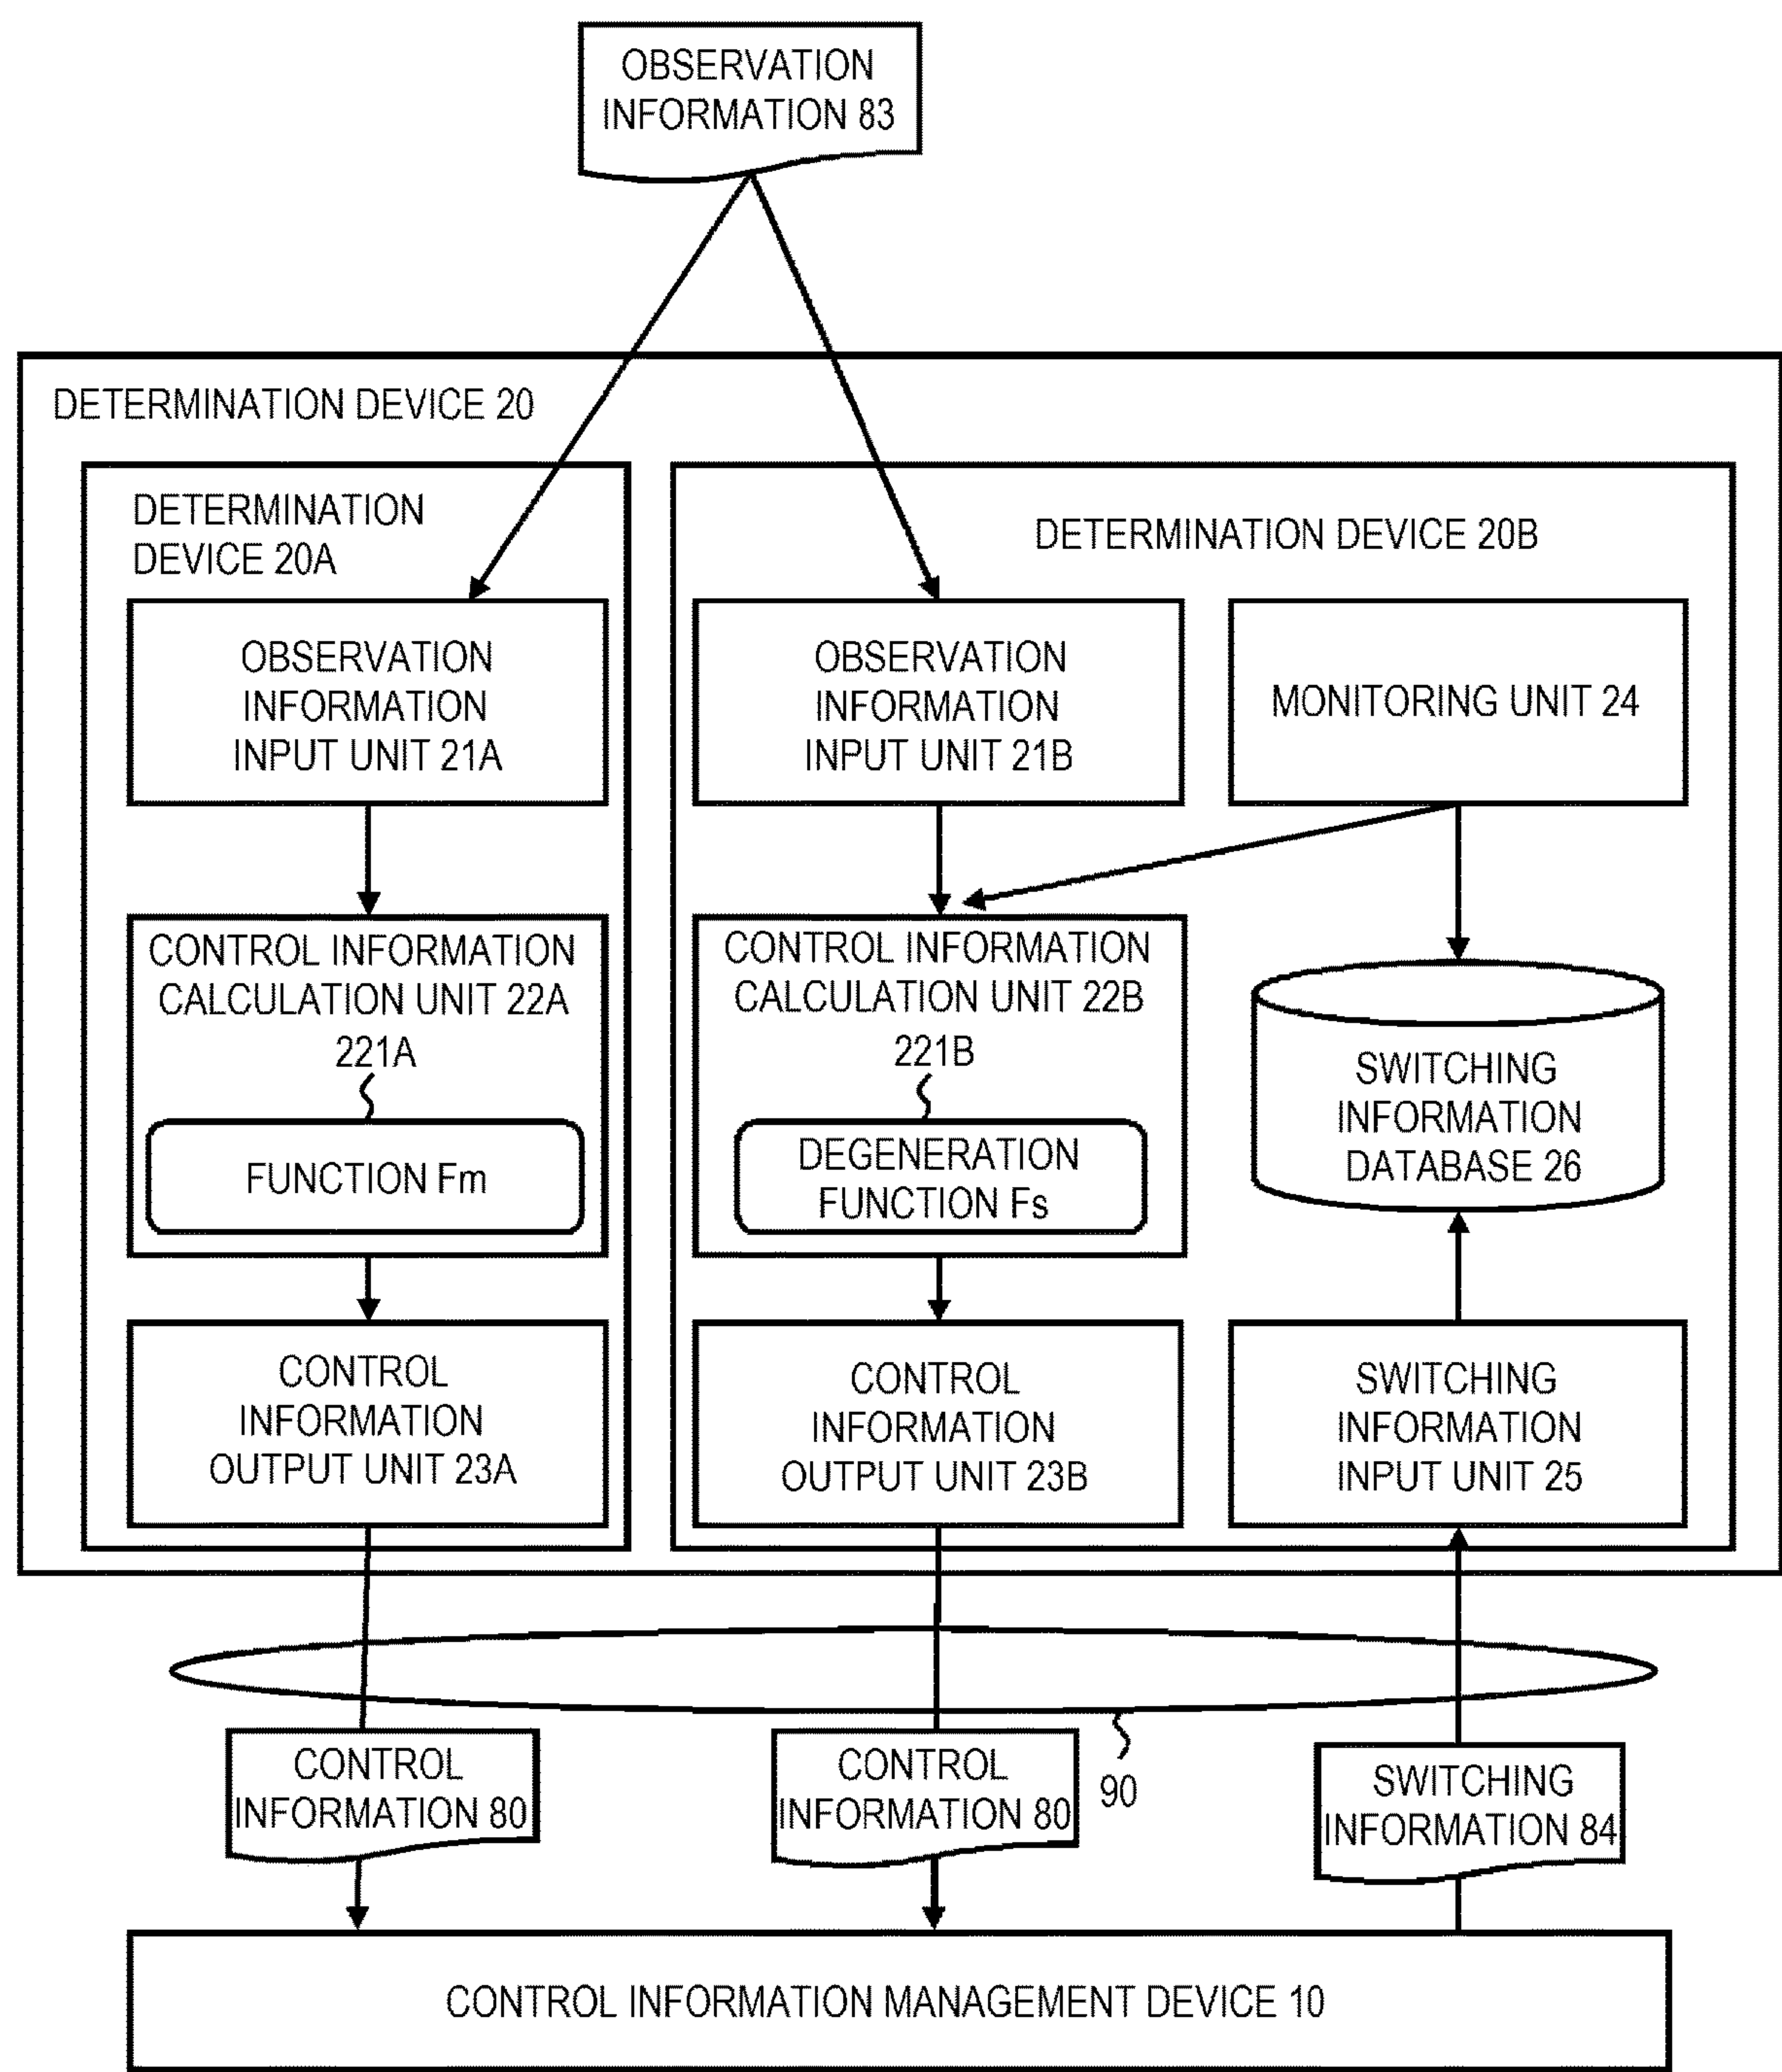 OBSERVATION
INFORMATION 83
DETERMINATION DEVICE 20
DETERMINATION
DEVICE 20A
OBSERVATION
INFORMATION
INPUT UNIT 21A
CONTROL INFORMATION
CALCULATION UNIT 22A
221A
FUNCTION Fm
CONTROL
INFORMATION
OUTPUT UNIT 23A
DETERMINATION DEVICE 20B
OBSERVATION
INFORMATION
INPUT UNIT 21B
MONITORING UNIT 24
CONTROL INFORMATION
CALCULATION UNIT 22B
221B
DEGENERATION
FUNCTION Fs
SWITCHING
INFORMATION
DATABASE 26
CONTROL
INFORMATION
OUTPUT UNIT 23B
SWITCHING
INFORMATION
INPUT UNIT 25
CONTROL
INFORMATION 80
CONTROL
INFORMATION 80
90
SWITCHING
INFORMATION 84
CONTROL INFORMATION MANAGEMENT DEVICE 10